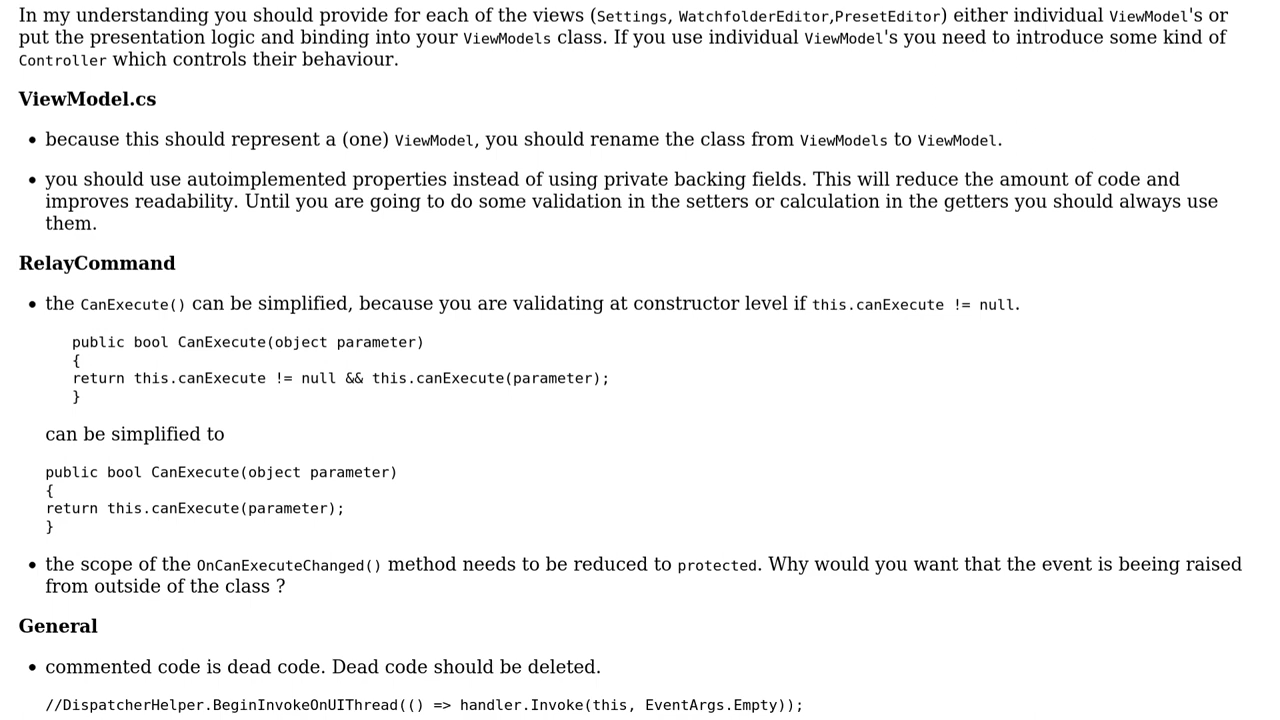 In my understanding you should provide for each of the views (Settings, WatchfolderEditor,PresetEditor) either individual ViewModel's or
put the presentation logic and binding into your ViewModels class. If you use individual ViewModel's you need to introduce some kind of
Controller which controls their behaviour.
ViewModel.cs
• because this should represent a (one) ViewModel, you should rename the class from ViewModels to ViewModel.
• you should use autoimplemented properties instead of using private backing fields. This will reduce the amount of code and
improves readability. Until you are going to do some validation in the setters or calculation in the getters you should always use
them.
RelayCommand
• the CanExecute() can be simplified, because you are validating at constructor level if this.canExecute != null.
public bool CanExecute(object parameter)
{
return this.canExecute != null && this.canExecute(parameter);
}
can be simplified to
public bool CanExecute(object parameter)
{
return this.canExecute(parameter);
}
• the scope of the OnCanExecuteChanged() method needs to be reduced to protected. Why would you want that the event is beeing raised
from outside of the class ?
General
• commented code is dead code. Dead code should be deleted.
//DispatcherHelper.BeginInvokeOnUIThread(() => handler.Invoke(this, EventArgs.Empty));